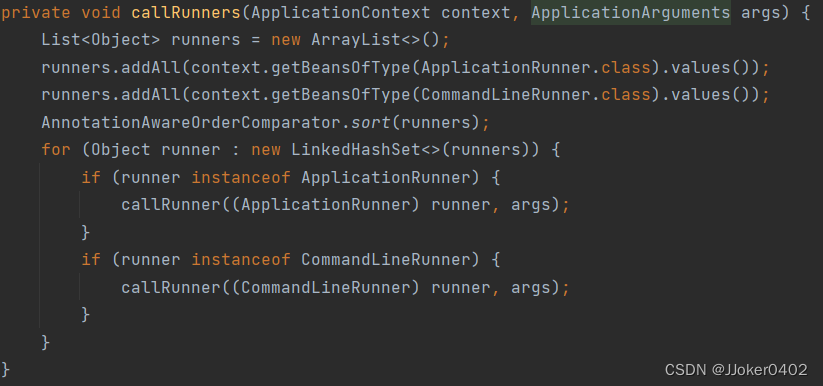 private void callRunners(ApplicationContext context, ApplicationArguments args) {
    List<Object> runners = new ArrayList<>();
    runners.addAll(context.getBeansOfType(ApplicationRunner.class).values());
    runners.addAll(context.getBeansOfType(CommandLineRunner.class).values());
    AnnotationAwareOrderComparator.sort(runners);
    for (Object runner : new LinkedHashSet<>(runners)) {
        if (runner instanceof ApplicationRunner) {
            callRunner((ApplicationRunner) runner, args);
        }
        if (runner instanceof CommandLineRunner) {
            callRunner((CommandLineRunner) runner, args);
        }
    }
}
CSDN @JJoker0402